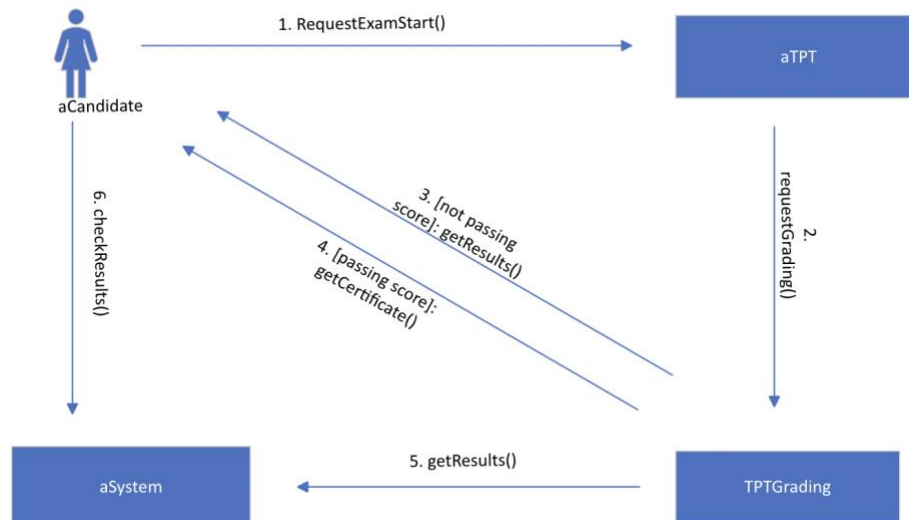 1. RequestExamStart()
aTPT
aCandidate
6. checkResults()
3. [not passing
score]: getResults()
4. [passing score]:
getCertificate()
2.
requestGrading()
aSystem
5. getResults()
TPTGrading